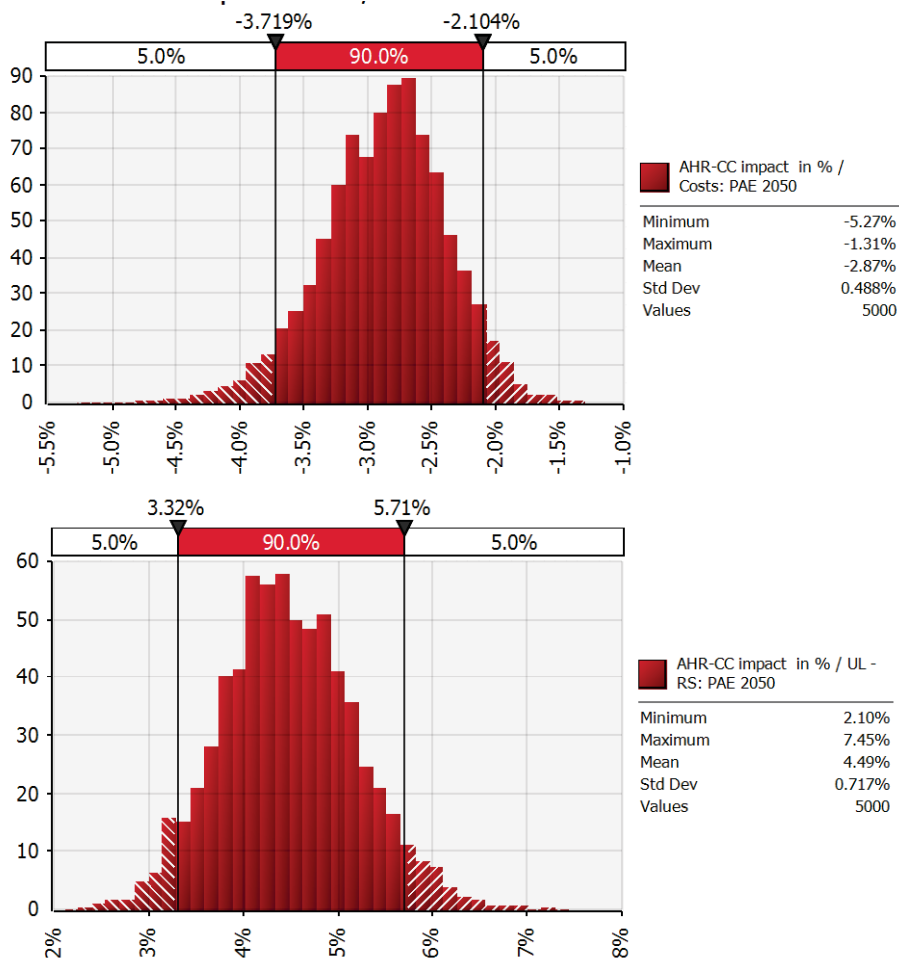 -3.719% -2.104%
5.0% 90.0% 5.0%
90
80
70
60
50
40
30
20
10
0
-5.5% -5.0% -4.5% -4.0% -3.5% -3.0% -2.5% -2.0% -1.5% -1.0%
AHR-CC impact in % /
Costs: PAE 2050
Minimum -5.27%
Maximum -1.31%
Mean -2.87%
Std Dev 0.488%
Values 5000
3.32% 5.71%
5.0% 90.0% 5.0%
60
50
40
30
20
10
0
2% 3% 4% 5% 6% 7% 8%
AHR-CC impact in % / UL -
RS: PAE 2050
Minimum 2.10%
Maximum 7.45%
Mean 4.49%
Std Dev 0.717%
Values 5000